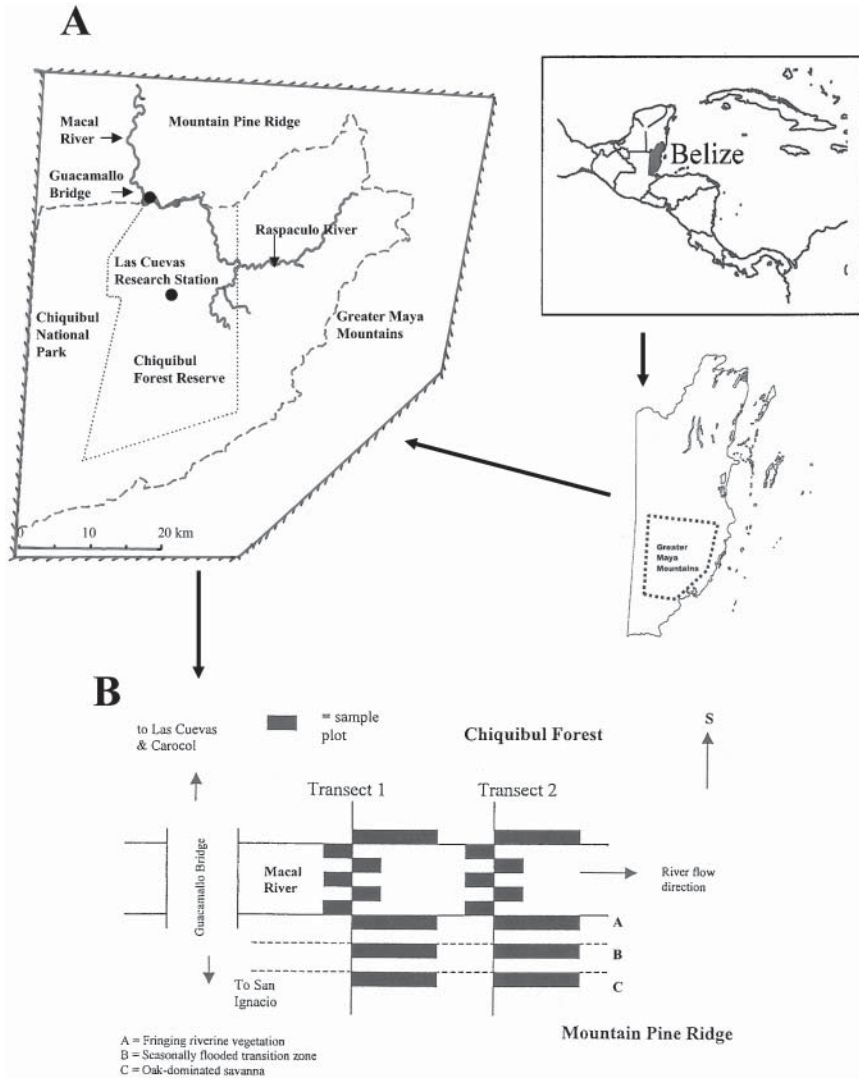 A
Macal
River
Mountain Pine Ridge
Guacamallo
Bridge
Raspaculo River
Las Cuevas
Research Station
Chiquibul
National
Park
Greater Maya
Mountains
Chiquibul
Forest Reserve
0 10 20 km
Belize
Greater
Maya
Mountains
B
to Las Cuevas
& Carocol
= sample
plot
Chiquibul Forest
S
Transect 1
Transect 2
Guacamallo Bridge
Macal
River
River flow
direction
A
B
C
To San
Ignacio
Mountain Pine Ridge
A = Fringing riverine vegetation
B = Seasonally flooded transition zone
C = Oak-dominated savanna